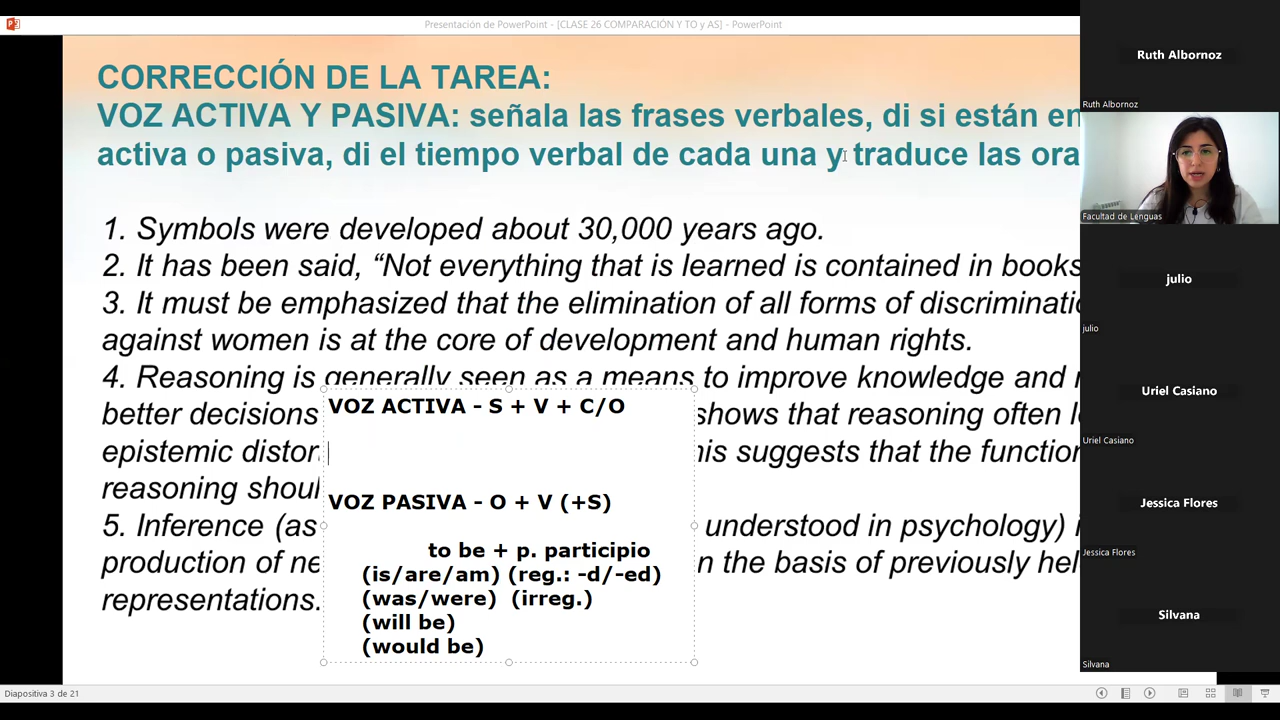 Presentación de PowerPoint - [CLASE 26 COMPARACIÓN Y TO y AS] - PowerPoint
CORRECCIÓN DE LA TAREA:
VOZ ACTIVA Y PASIVA: señala las frases verbales, di si están en
activa o pasiva, di el tiempo verbal de cada una y traduce las ora
1. Symbols were developed about 30,000 years ago.
2. It has been said, “Not everything that is learned is contained in books
3. It must be emphasized that the elimination of all forms of discriminatio
against women is at the core of development and human rights.
4. Reasoning is generally seen as a means to improve knowledge and
better decisions shows that reasoning often
epistemic distor his suggests that the function
reasoning shoul
5. Inference (as understood in psychology)
production of ne n the basis of previously hel
representations.
VOZ ACTIVA - S + V + C/O
VOZ PASIVA - O + V (+S)
to be + p. participio
(is/are/am) (reg.: -d/-ed)
(was/were) (irreg.)
(will be)
(would be)
Diapositiva 3 de 21
Ruth Albornoz
Ruth Albornoz
Facultad de Lenguas
julio
julio
Uriel Casiano
Uriel Casiano
Jessica Flores
Jessica Flores
Silvana
Silvana